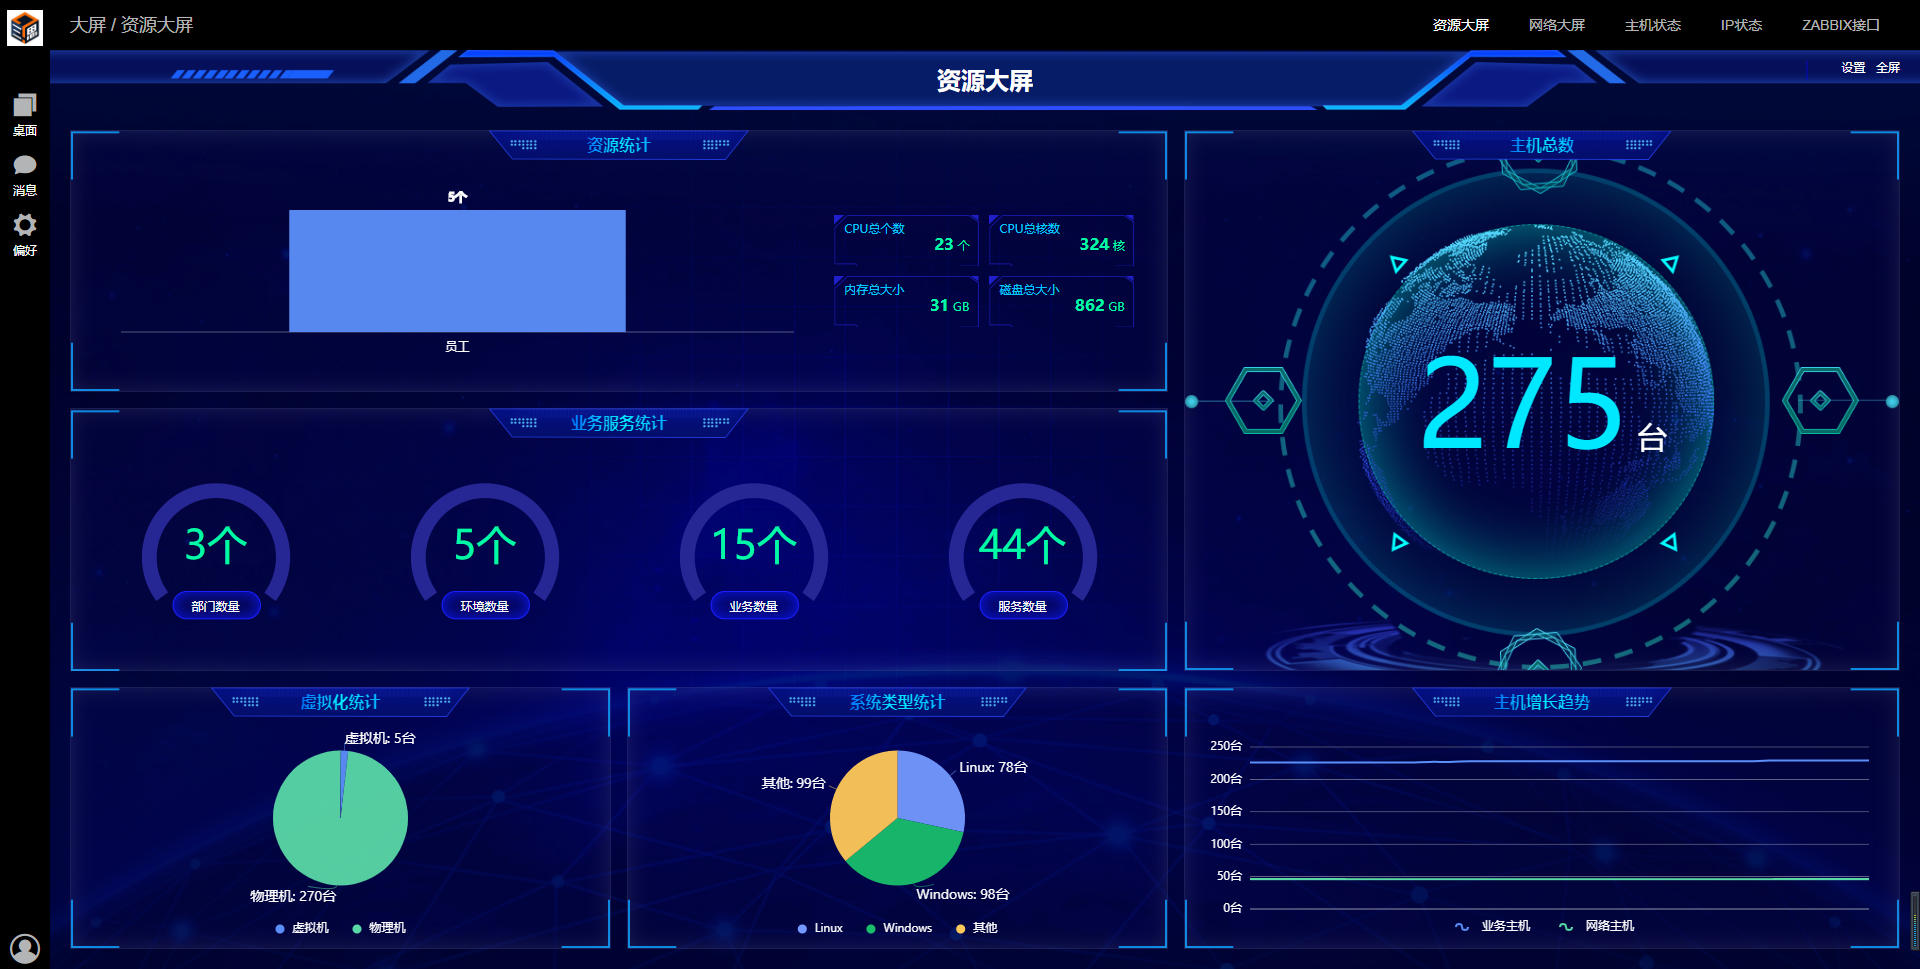 大屏 / 资源大屏
资源大屏 网络大屏 主机状态 IP状态 ZABBIX接口
资源大屏
设置 全屏
桌面
消息
偏好
资源统计
5个
员工
CPU总个数
23 个
CPU总核数
324 核
内存总大小
31 GB
磁盘总大小
862 GB
主机总数
275 台
业务服务统计
3个
部门数量
5个
环境数量
15个
业务数量
44个
服务数量
虚拟化统计
虚拟机: 5台
物理机: 270台
虚拟机 物理机
系统类型统计
Linux: 78台
其他: 99台
Windows: 98台
Linux Windows 其他
主机增长趋势
250台
200台
150台
100台
50台
0台
业务主机 网络主机